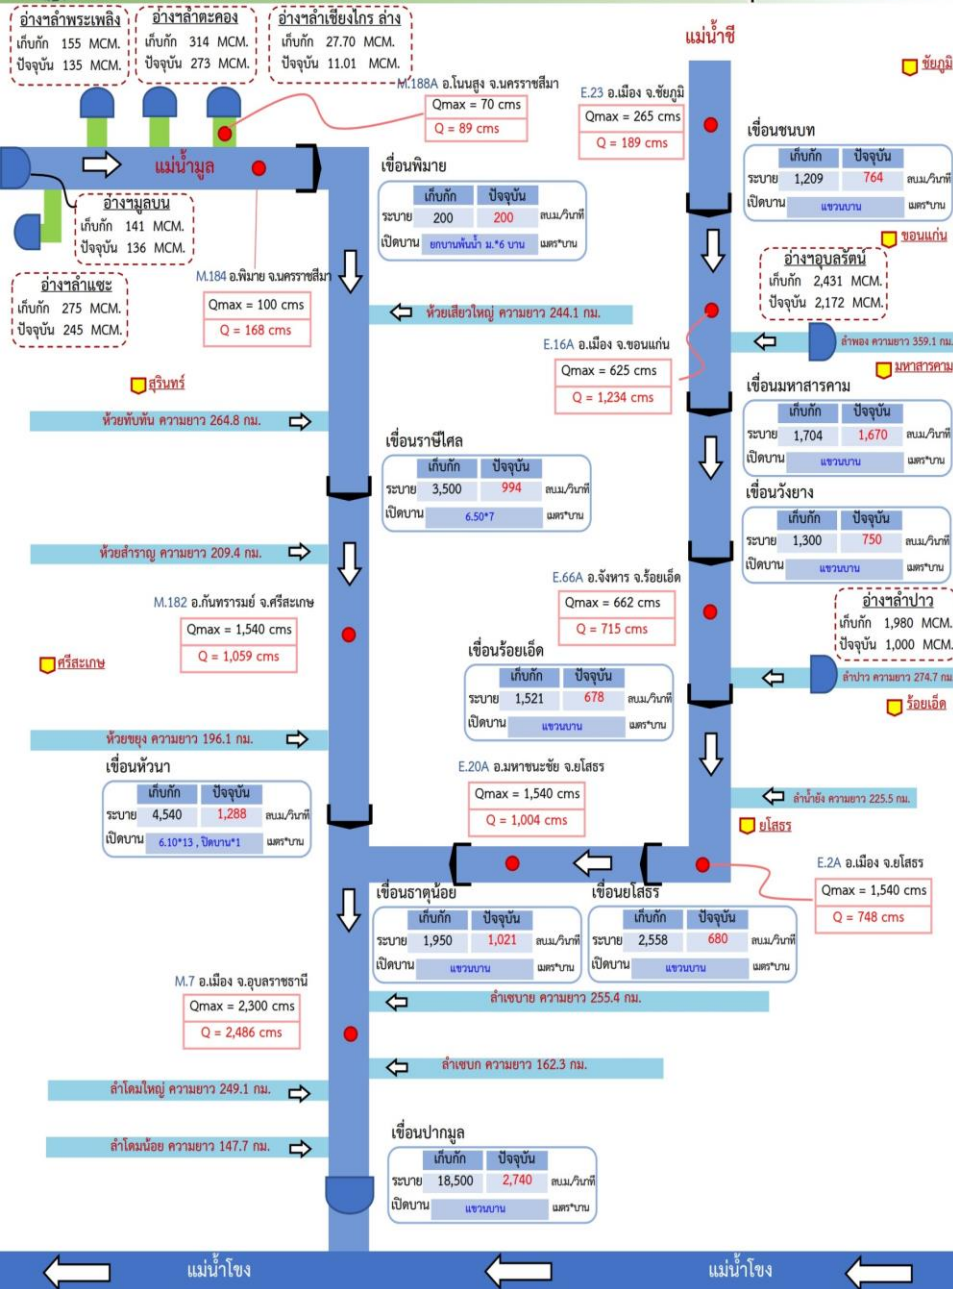 อ่างฯลำพระเพลิง
เก็บกัก 155 MCM.
ปัจจุบัน 135 MCM.
อ่างฯลำตะคอง
เก็บกัก 314 MCM.
ปัจจุบัน 273 MCM.
อ่างฯลำเชียงไกร ล่าง
เก็บกัก 27.70 MCM.
ปัจจุบัน 11.01 MCM.
แม่น้ำชี
ชัยภูมิ
M.188A อ.โนนสูง จ.นครราชสีมา
Qmax = 70 cms
Q = 89 cms
E.23 อ.เมือง จ.ชัยภูมิ
Qmax = 265 cms
Q = 189 cms
เขื่อนชนบท
เก็บกัก ปัจจุบัน
ระบาย 1,209 764 ลบ.ม/วินาที
เปิดบาน แขวนบาน เมตร*บาน
แม่น้ำมูล
เขื่อนพิมาย
เก็บกัก ปัจจุบัน
ระบาย 200 200 ลบ.ม/วินาที
เปิดบาน ยกบานพ้นน้ำ ม.*6 บาน เมตร*บาน
อ่างฯมูลบน
เก็บกัก 141 MCM.
ปัจจุบัน 136 MCM.
ขอนแก่น
อ่างฯอุบลรัตน์
เก็บกัก 2,431 MCM.
ปัจจุบัน 2,172 MCM.
อ่างฯลำแชะ
เก็บกัก 275 MCM.
ปัจจุบัน 245 MCM.
M.184 อ.พิมาย จ.นครราชสีมา
Qmax = 100 cms
Q = 168 cms
ห้วยเสียวใหญ่ ความยาว 244.1 กม.
E.16A อ.เมือง จ.ขอนแก่น
Qmax = 625 cms
Q = 1,234 cms
ลำพอง ความยาว 359.1 กม.
มหาสารคาม
เขื่อนมหาสารคาม
เก็บกัก ปัจจุบัน
ระบาย 1,704 1,670 ลบ.ม/วินาที
เปิดบาน แขวนบาน เมตร*บาน
สุรินทร์
ห้วยทับทัน ความยาว 264.8 กม.
เขื่อนราษีไศล
เก็บกัก ปัจจุบัน
ระบาย 3,500 994 ลบ.ม/วินาที
เปิดบาน 6.50*7 เมตร*บาน
เขื่อนวังยาง
เก็บกัก ปัจจุบัน
ระบาย 1,300 750 ลบ.ม/วินาที
เปิดบาน แขวนบาน เมตร*บาน
ห้วยสำราญ ความยาว 209.4 กม.
M.182 อ.กันทรารมย์ จ.ศรีสะเกษ
Qmax = 1,540 cms
Q = 1,059 cms
E.66A อ.จังหาร จ.ร้อยเอ็ด
Qmax = 662 cms
Q = 715 cms
อ่างฯลำปาว
เก็บกัก 1,980 MCM.
ปัจจุบัน 1,000 MCM.
ศรีสะเกษ
เขื่อนร้อยเอ็ด
เก็บกัก ปัจจุบัน
ระบาย 1,521 678 ลบ.ม/วินาที
เปิดบาน แขวนบาน เมตร*บาน
ลำปาว ความยาว 274.7 กม.
ร้อยเอ็ด
ห้วยขยุง ความยาว 196.1 กม.
เขื่อนหัวนา
เก็บกัก ปัจจุบัน
ระบาย 4,540 1,288 ลบ.ม/วินาที
เปิดบาน 6.10*13 , ปิดบาน*1 เมตร*บาน
E.20A อ.มหาชนะชัย จ.ยโสธร
Qmax = 1,540 cms
Q = 1,004 cms
ลำน้ำยัง ความยาว 225.5 กม.
ยโสธร
E.2A อ.เมือง จ.ยโสธร
Qmax = 1,540 cms
Q = 748 cms
เขื่อนธาตุน้อย
เก็บกัก ปัจจุบัน
ระบาย 1,950 1,021 ลบ.ม/วินาที
เปิดบาน แขวนบาน เมตร*บาน
เขื่อนยโสธร
เก็บกัก ปัจจุบัน
ระบาย 2,558 680 ลบ.ม/วินาที
เปิดบาน แขวนบาน เมตร*บาน
M.7 อ.เมือง จ.อุบลราชธานี
Qmax = 2,300 cms
Q = 2,486 cms
ลำเซบาย ความยาว 255.4 กม.
ลำเซบก ความยาว 162.3 กม.
ลำโดมใหญ่ ความยาว 249.1 กม.
ลำโดมน้อย ความยาว 147.7 กม.
เขื่อนปากมูล
เก็บกัก ปัจจุบัน
ระบาย 18,500 2,740 ลบ.ม/วินาที
เปิดบาน แขวนบาน เมตร*บาน
แม่น้ำโขง
แม่น้ำโขง